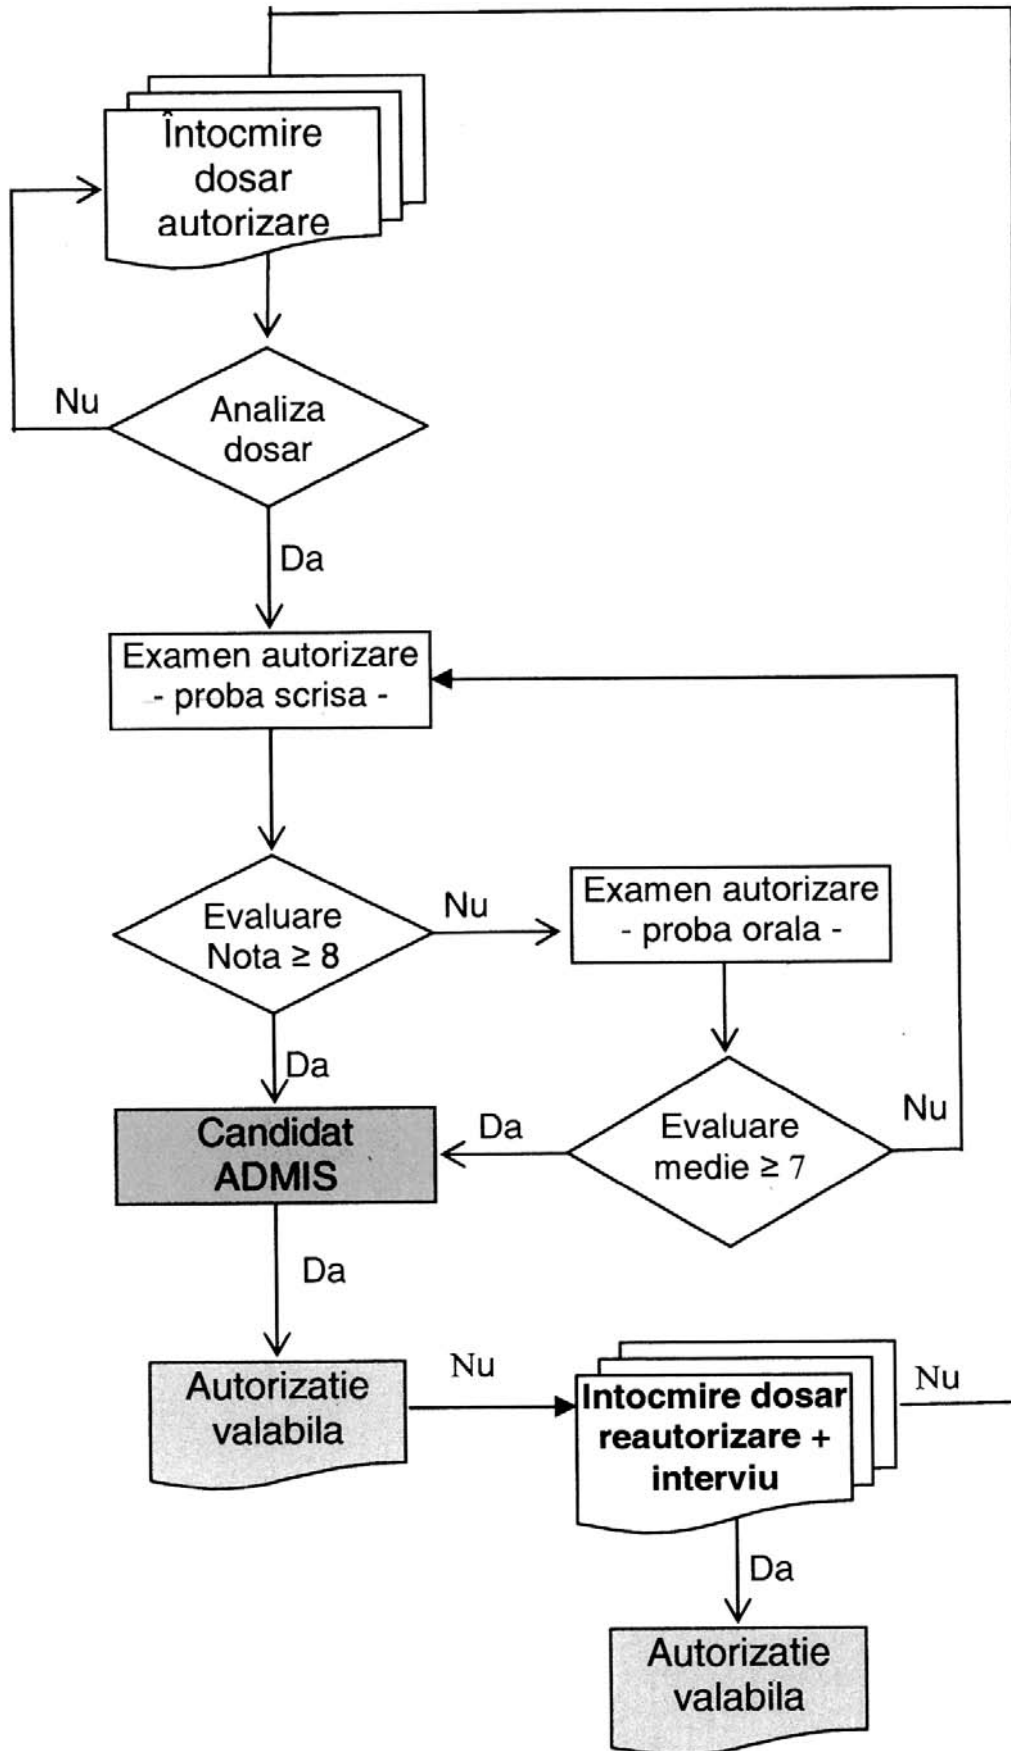 Întocmire
dosar
autorizare
Nu
Analiza
dosar
Da
Examen autorizare
- proba scrisa -
Evaluare
Nota ≥ 8
Nu
Examen autorizare
- proba orala -
Da
Candidat
ADMIS
Da
Evaluare
medie ≥ 7
Nu
Da
Autorizatie
valabila
Nu
Intocmire dosar
reautorizare +
interviu
Nu
Da
Autorizatie
valabila